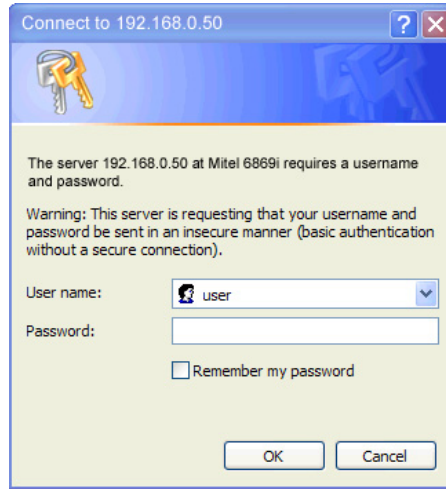 Connect to 192.168.0.50
The server 192.168.0.50 at Mitel 6869i requires a username
and password.
Warning: This server is requesting that your username and
password be sent in an insecure manner (basic authentication
without a secure connection).
User name:
user
Password:
Remember my password
OK
Cancel